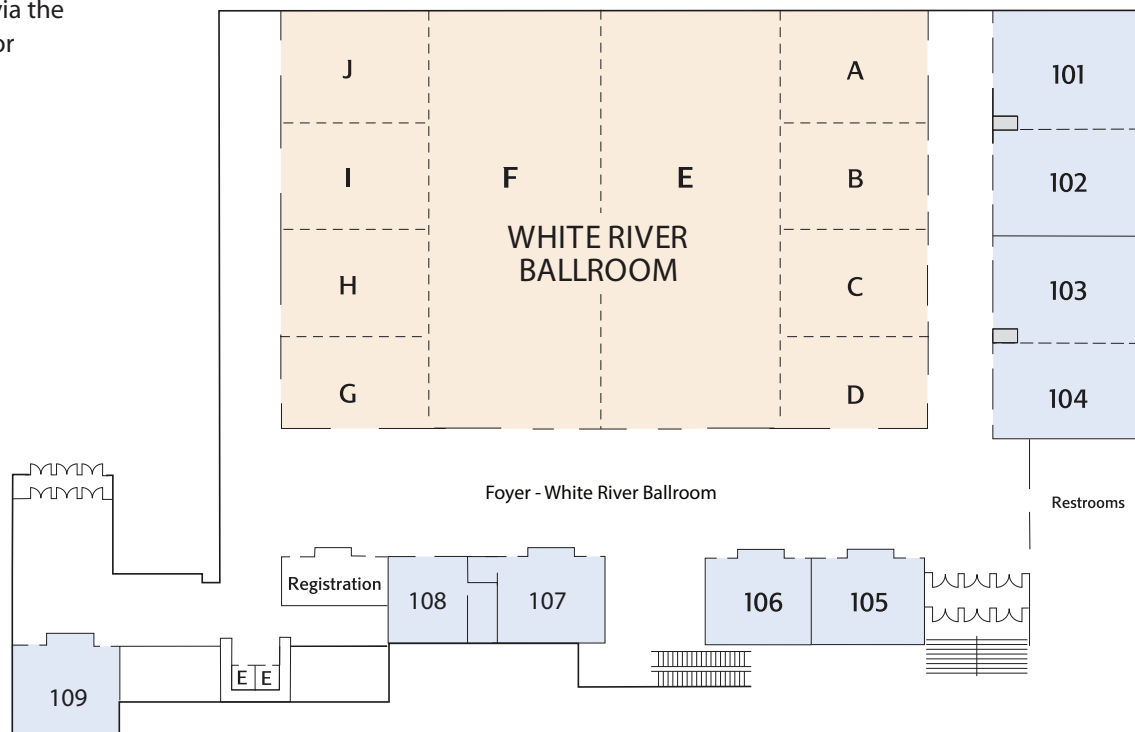 via the
or
J
A
101
I
F
E
B
102
WHITE RIVER
BALLROOM
H
C
103
G
D
104
Foyer - White River Ballroom
Restrooms
Registration
108
107
106
105
E E
109